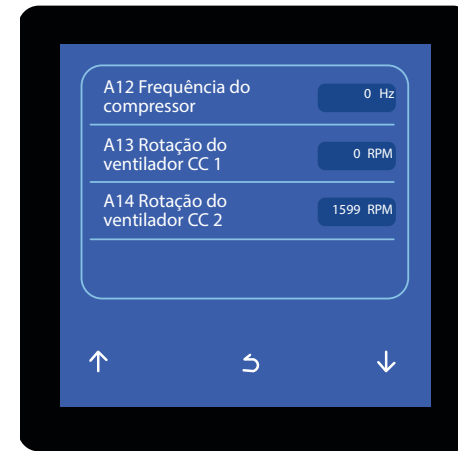 A12 Frequência do
compressor
0 Hz
A13 Rotação do
ventilador CC 1
0 RPM
A14 Rotação do
ventilador CC 2
1599 RPM